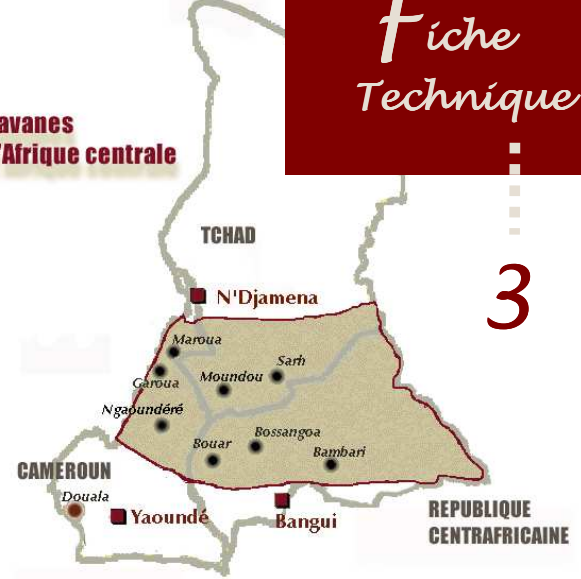 Fiche
Technique
avanes
'Afrique centrale
TCHAD
3
N'Djamena
Maroua
Garoua
Moundou
Sarh
Ngaoundéré
Bouar
Bossangoa
Bambari
CAMEROUN
Douala
Yaoundé
Bangui
REPUBLIQUE
CENTRAFRICAINE